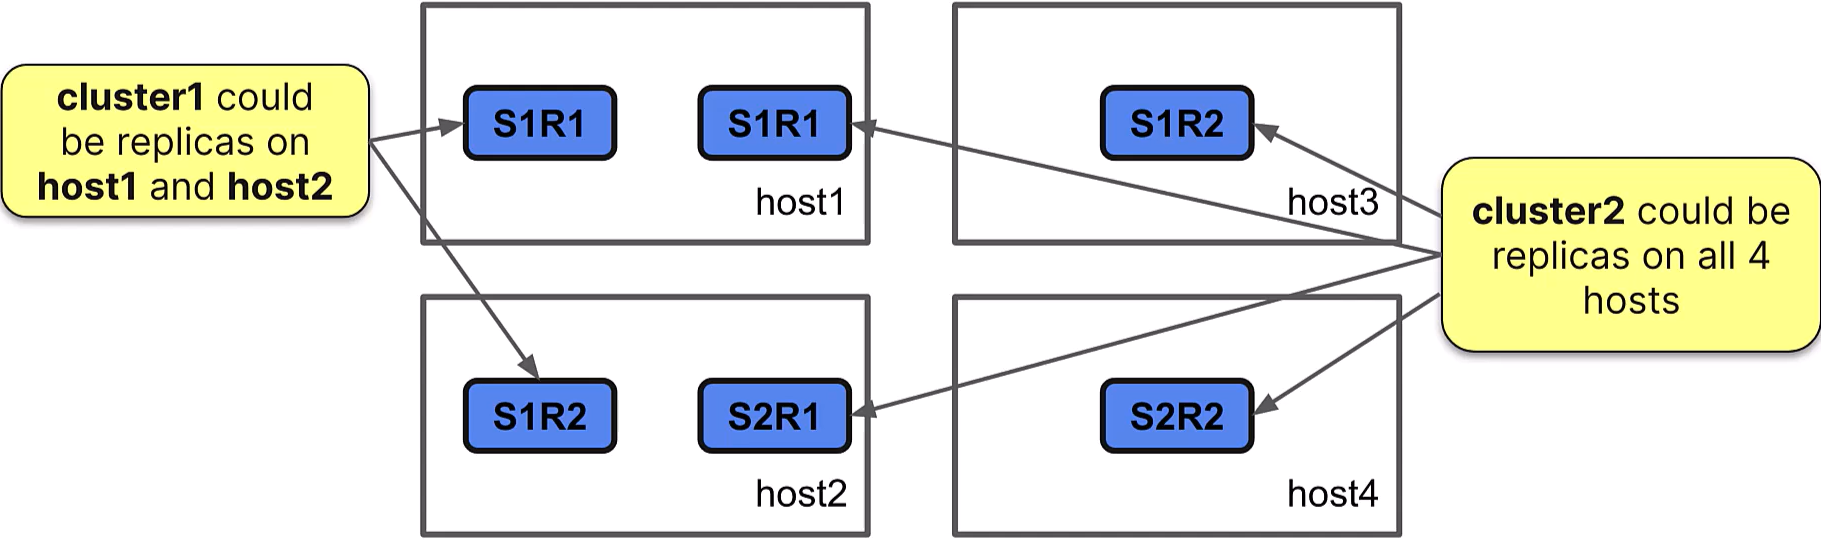 cluster1 could
be replicas on
host1 and host2
S1R1
S1R1
host1
S1R2
host3
S1R2
S2R1
host2
S2R2
host4
cluster2 could be
replicas on all 4
hosts